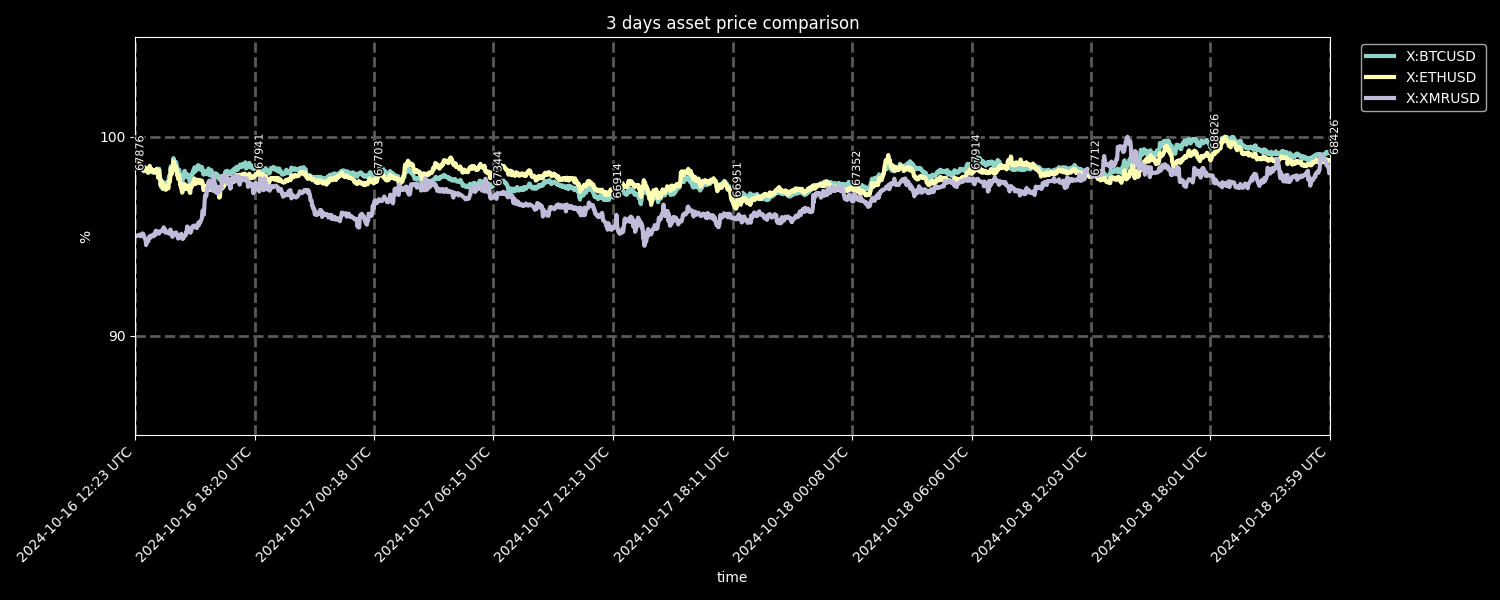 3 days asset price comparison
X:BTCUSD
X:ETHUSD
X:XMRUSD
100
90
%
67876
67941
67703
67344
66914
66951
67352
67914
67712
68626
68426
2024-10-16 12:23 UTC
2024-10-16 18:20 UTC
2024-10-17 00:18 UTC
2024-10-17 06:15 UTC
2024-10-17 12:13 UTC
2024-10-17 18:11 UTC
2024-10-18 00:08 UTC
2024-10-18 06:06 UTC
2024-10-18 12:03 UTC
2024-10-18 18:01 UTC
2024-10-18 23:59 UTC
time